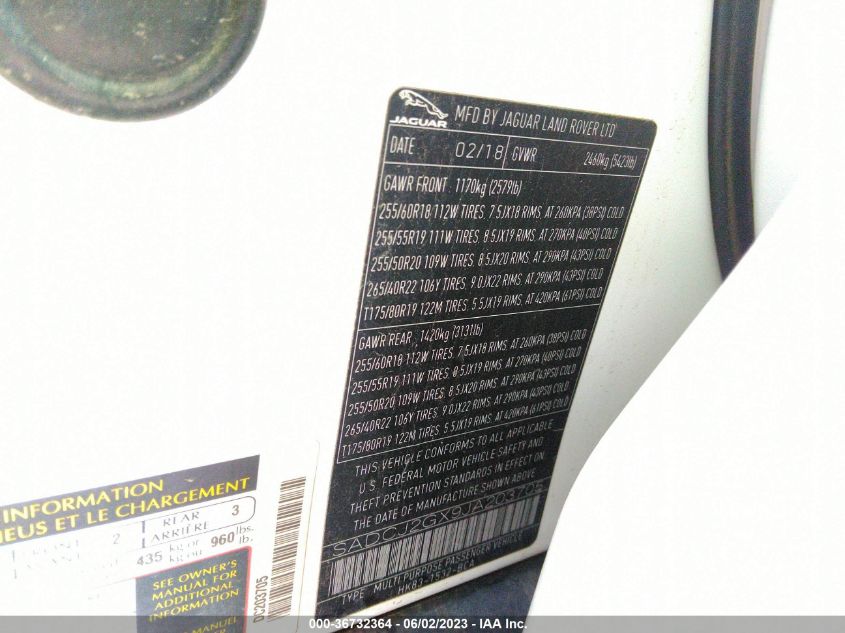 JAGUAR
MFD BY JAGUAR LAND ROVER LTD
DATE 02/18 GVWR 2460kg (5423lb)
GAWR FRONT 1170kg (2579lb)
255/60R18 112W TIRES, 7.5JX18 RIMS, AT 260KPA (38PSI) COLD
255/55R19 111W TIRES, 8.5JX19 RIMS, AT 270KPA (40PSI) COLD
255/50R20 109W TIRES, 8.5JX20 RIMS, AT 290KPA (43PSI) COLD
265/40R22 106Y TIRES, 9.0JX22 RIMS, AT 290KPA (43PSI) COLD
T175/80R19 122M TIRES, 5.5JX19 RIMS, AT 420KPA (61PSI) COLD
GAWR REAR, 1420kg (3131lb)
255/60R18 112W TIRES, 7.5JX18 RIMS, AT 260KPA (38PSI) COLD
255/55R19 111W TIRES, 8.5JX19 RIMS, AT 270KPA (40PSI) COLD
255/50R20 109W TIRES, 8.5JX20 RIMS, AT 290KPA (43PSI) COLD
265/40R22 106Y TIRES, 9.0JX22 RIMS, AT 290KPA (43PSI) COLD
T175/80R19 122M TIRES, 5.5JX19 RIMS, AT 420KPA (61PSI) COLD
THIS VEHICLE CONFORMS TO ALL APPLICABLE
U.S. FEDERAL MOTOR VEHICLE SAFETY AND
THEFT PREVENTION STANDARDS IN EFFECT ON
THE DATE OF MANUFACTURE SHOWN ABOVE
SADCJ2GX9JA203705
TYPE MULTI PURPOSE PASSENGER VEHICLE
INFORMATION
NEUS ET LE CHARGEMENT
2 REAR 3
ARRIÈRE
435 kg or 960 lbs.
kg ou lb.
SEE OWNER'S
MANUAL FOR
ADDITIONAL
INFORMATION
MANUEL
DC203705
000-36732364 - 06/02/2023 - IAA Inc.